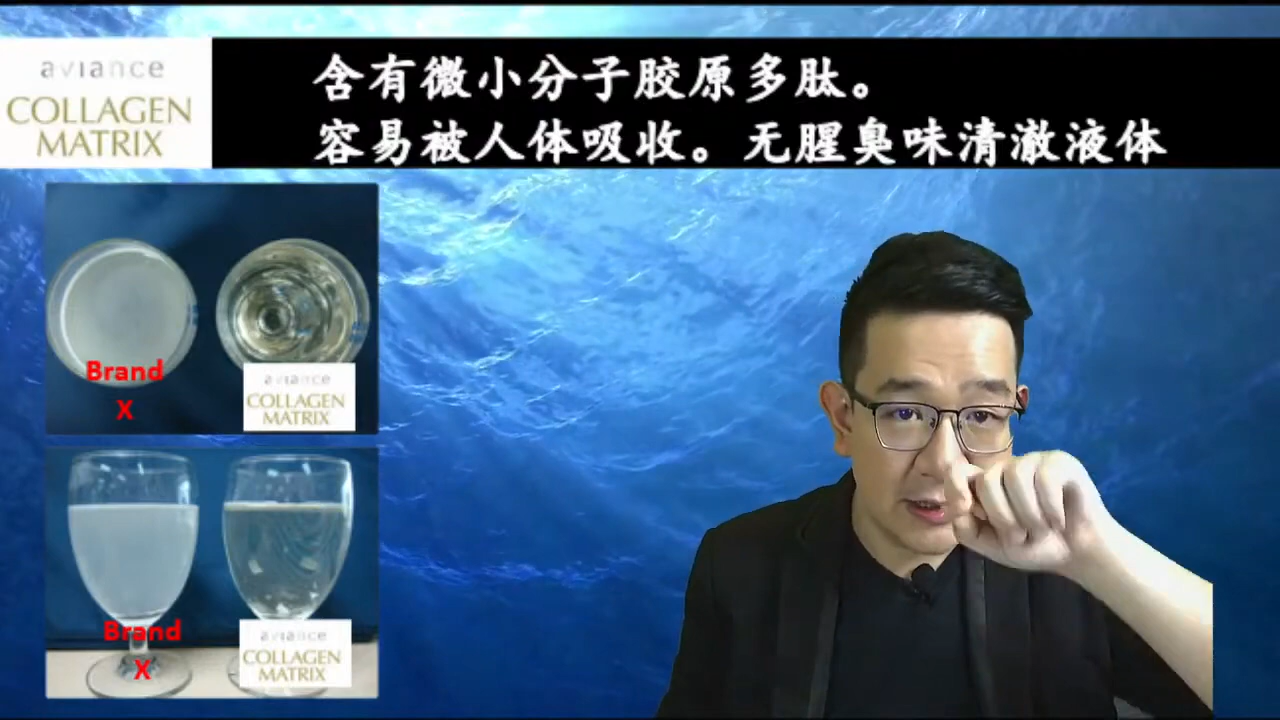 aviance
COLLAGEN
MATRIX
含有微小分子胶原多肽。
容易被人体吸收。无腥臭味清澈液体
Brand
X
aviance
COLLAGEN
MATRIX
Brand
X
aviance
COLLAGEN
MATRIX